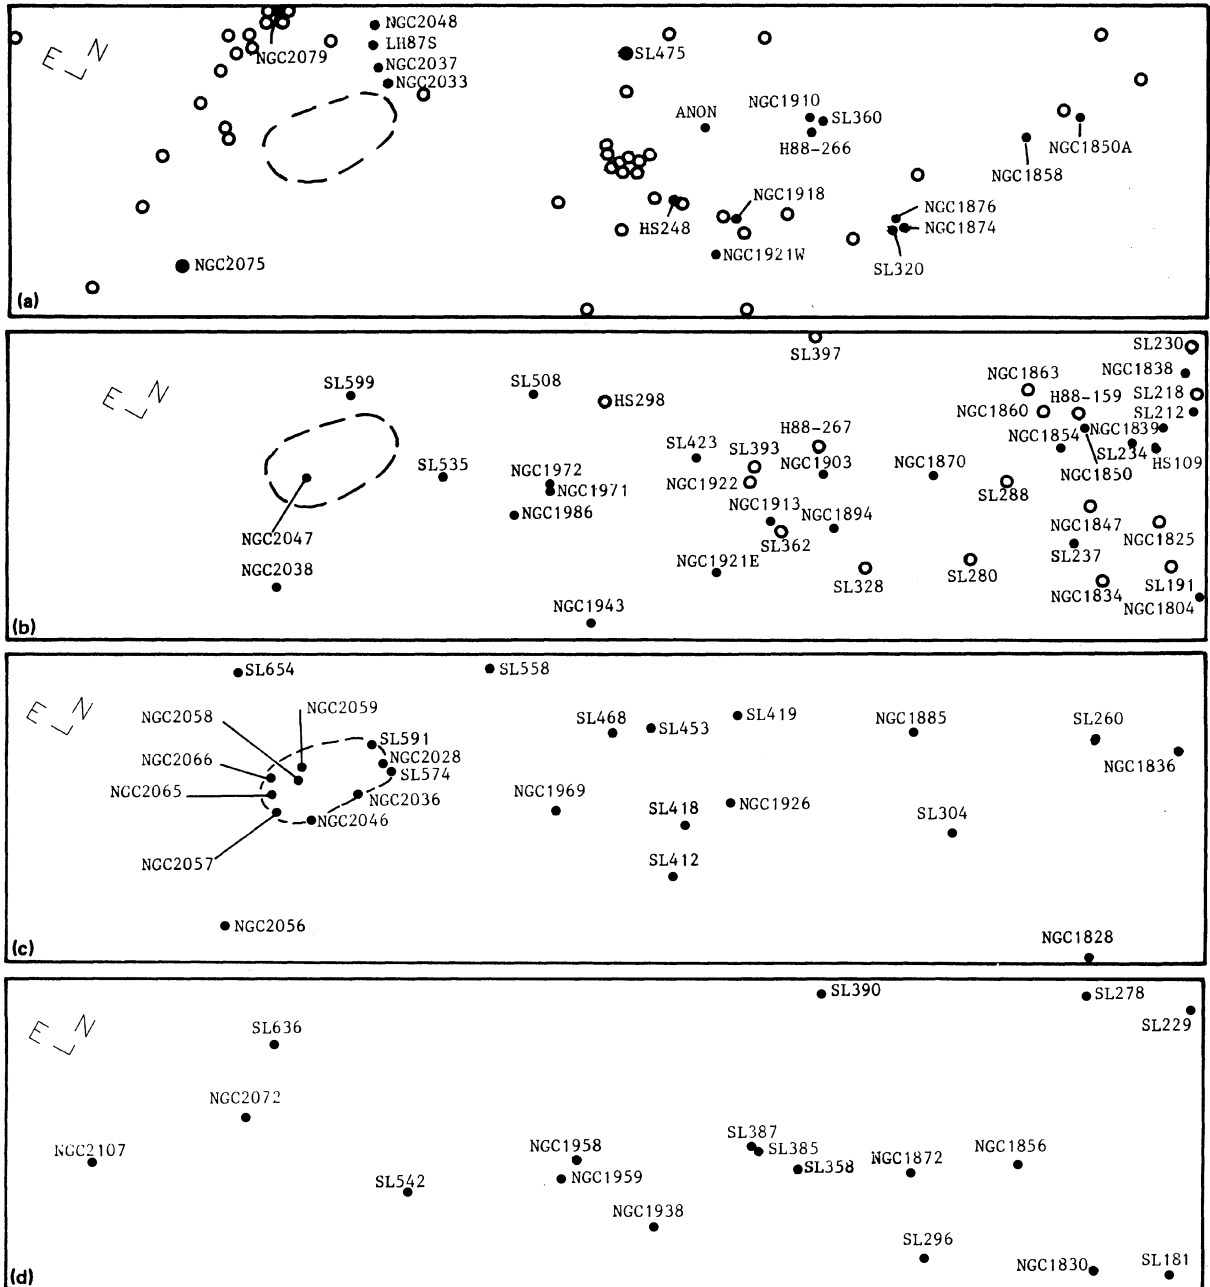 NGC2048
LH87S
NGC2037
NGC2033
NGC2079
E N
SL475
ANON
NGC1910
SL360
H88-266
NGC1850A
NGC1858
NGC1918
HS248
NGC1876
NGC1874
NGC1921W
SL320
NGC2075
(a)
SL397
SL230
NGC1838
SL599
SL508
NGC1863
H88-159
SL218
E N
HS298
NGC1860
SL212
H88-267
NGC1854
NGC1839
SL423
SL393
NGC1903
NGC1870
SL234
HS109
SL535
NGC1972
NGC1971
NGC1922
SL288
NGC1850
NGC1986
NGC1913
NGC1894
NGC1847
NGC1825
NGC2047
SL362
SL237
NGC2038
NGC1921E
SL328
SL280
NGC1834
SL191
NGC1943
NGC1804
(b)
SL654
SL558
E N
NGC2059
NGC2058
SL468
SL453
SL419
NGC1885
SL260
SL591
NGC2066
NGC2028
SL574
NGC1836
NGC2065
NGC2036
NGC1969
NGC1926
NGC2046
SL418
SL304
NGC2057
SL412
NGC2056
NGC1828
(c)
SL390
SL278
SL229
E N
SL636
NGC2072
NGC2107
NGC1958
SL387
SL385
NGC1856
SL358
NGC1872
NGC1959
SL542
NGC1938
SL296
NGC1830
SL181
(d)